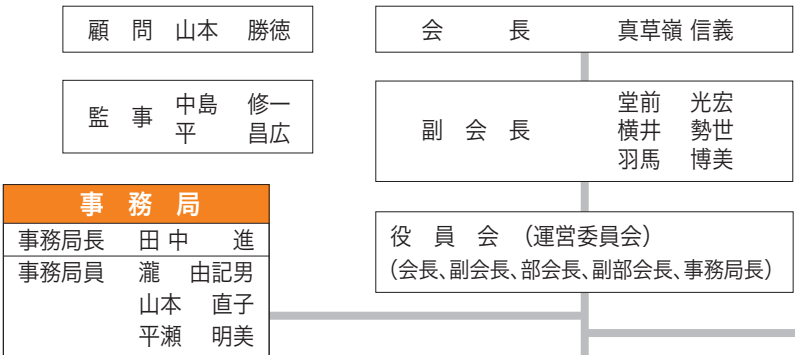 顧問 山本 勝徳
会長 真草嶺 信義
監事 中島 修一
平 昌広
副会長 堂前 光宏
横井 勢世
羽馬 博美
事務局
事務局長 田中 進
事務局員 瀧 由記男
山本 直子
平瀬 明美
役員会（運営委員会）
（会長、副会長、部会長、副部会長、事務局長）